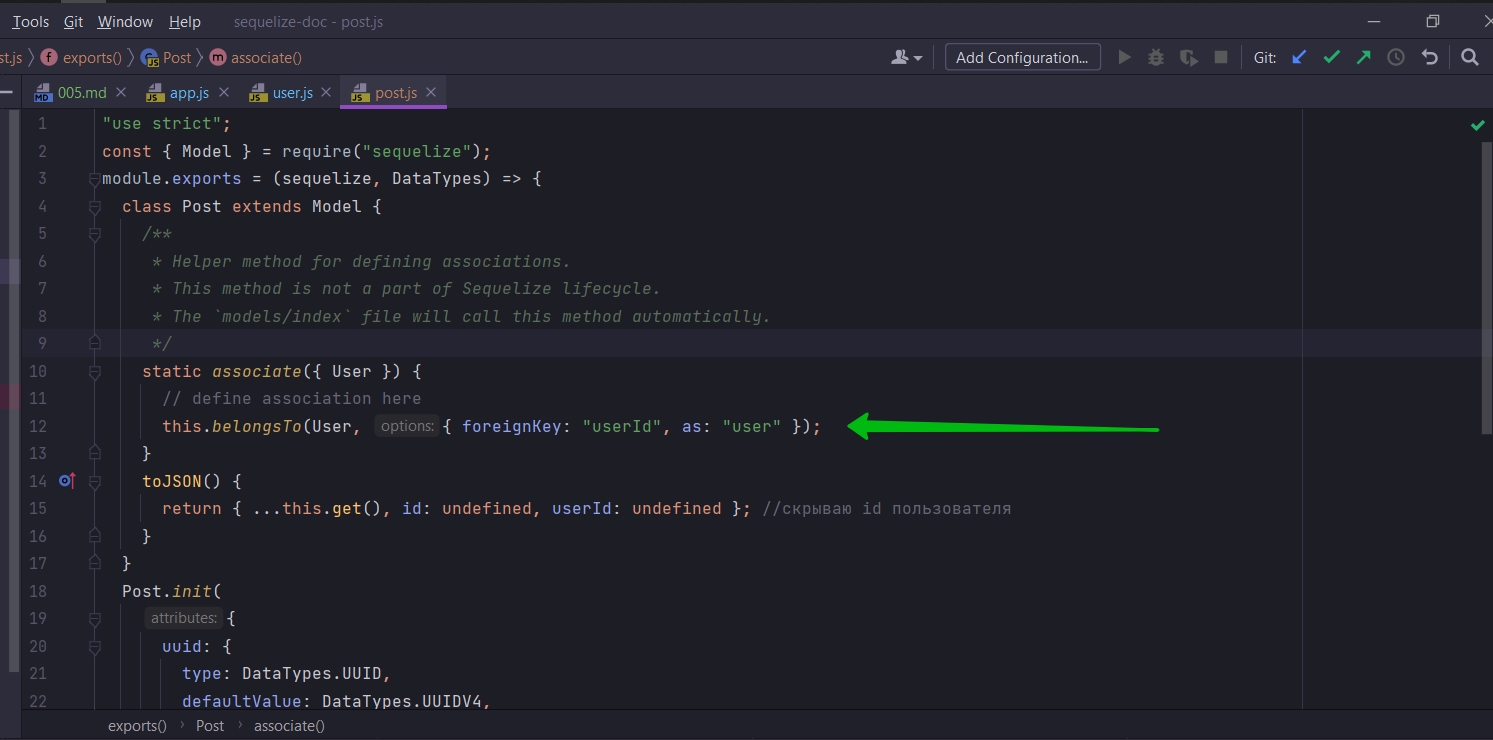 Tools Git Window Help sequelize-doc - post.js
st.js exports() Post associate() Add Configuration... Git:
005.md app.js user.js post.js
1 "use strict";
2 const { Model } = require("sequelize");
3 module.exports = (sequelize, DataTypes) => {
4 class Post extends Model {
5 /**
6 * Helper method for defining associations.
7 * This method is not a part of Sequelize lifecycle.
8 * The `models/index` file will call this method automatically.
9 */
10 static associate({ User }) {
11 // define association here
12 this.belongsTo(User, options: { foreignKey: "userId", as: "user" });
13 }
14 toJSON() {
15 return { ...this.get(), id: undefined, userId: undefined }; //скрываю id пользователя
16 }
17 }
18 Post.init(
19 attributes: {
20 uuid: {
21 type: DataTypes.UUID,
22 defaultValue: DataTypes.UUIDV4,
exports() Post associate()